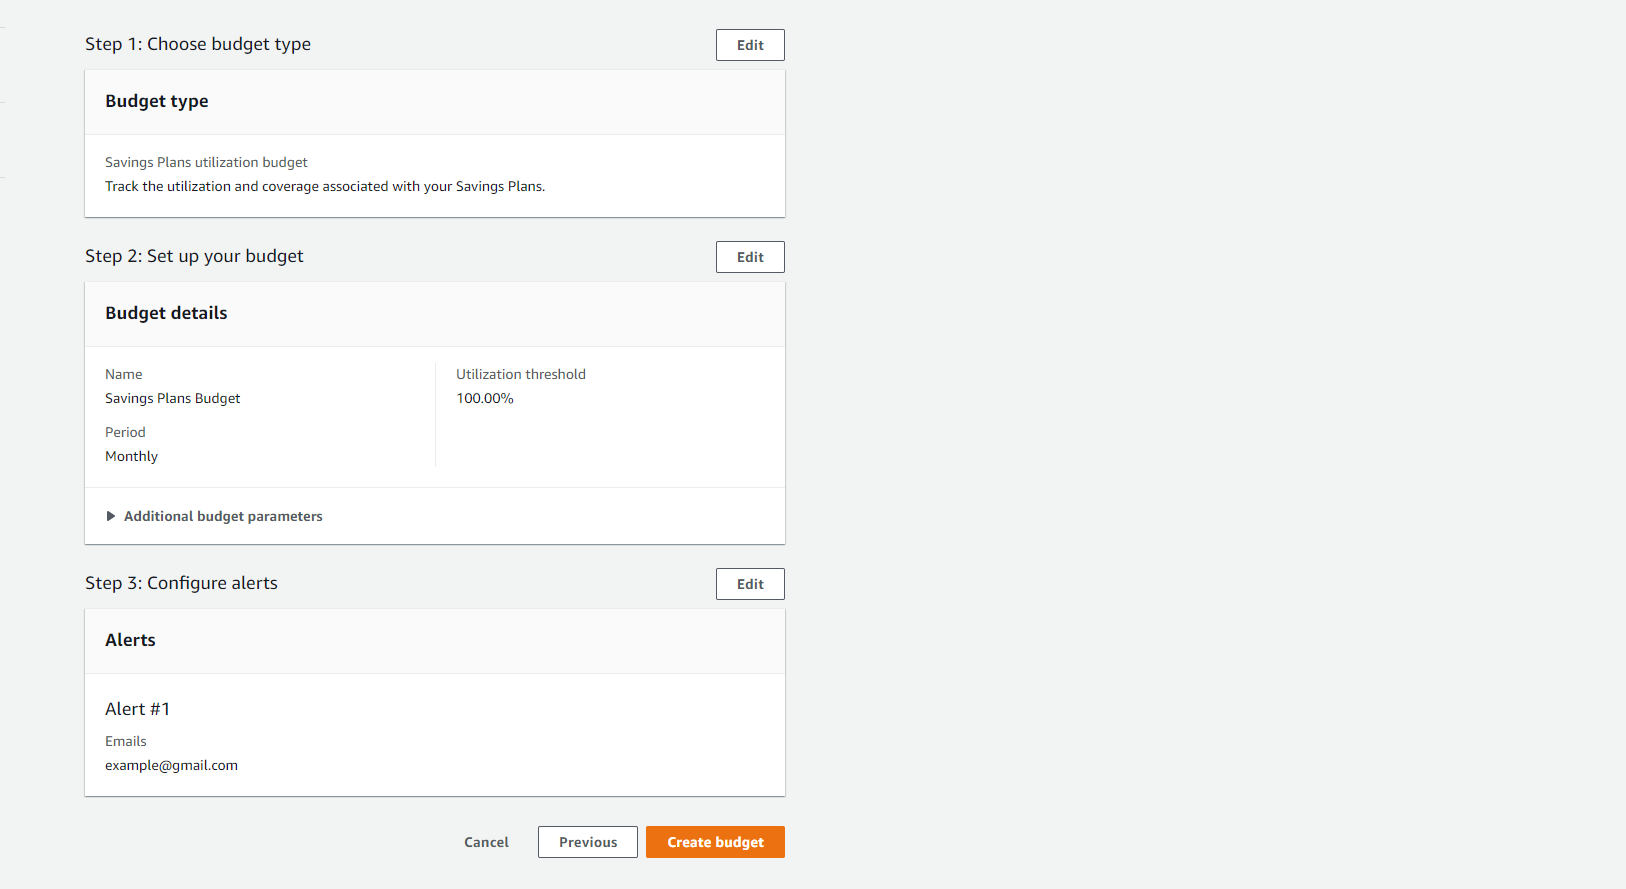 Step 1: Choose budget type
Edit
Budget type
Savings Plans utilization budget
Track the utilization and coverage associated with your Savings Plans.
Step 2: Set up your budget
Edit
Budget details
Name
Savings Plans Budget
Period
Monthly
Utilization threshold
100.00%
Additional budget parameters
Step 3: Configure alerts
Edit
Alerts
Alert #1
Emails
example@gmail.com
Cancel
Previous
Create budget